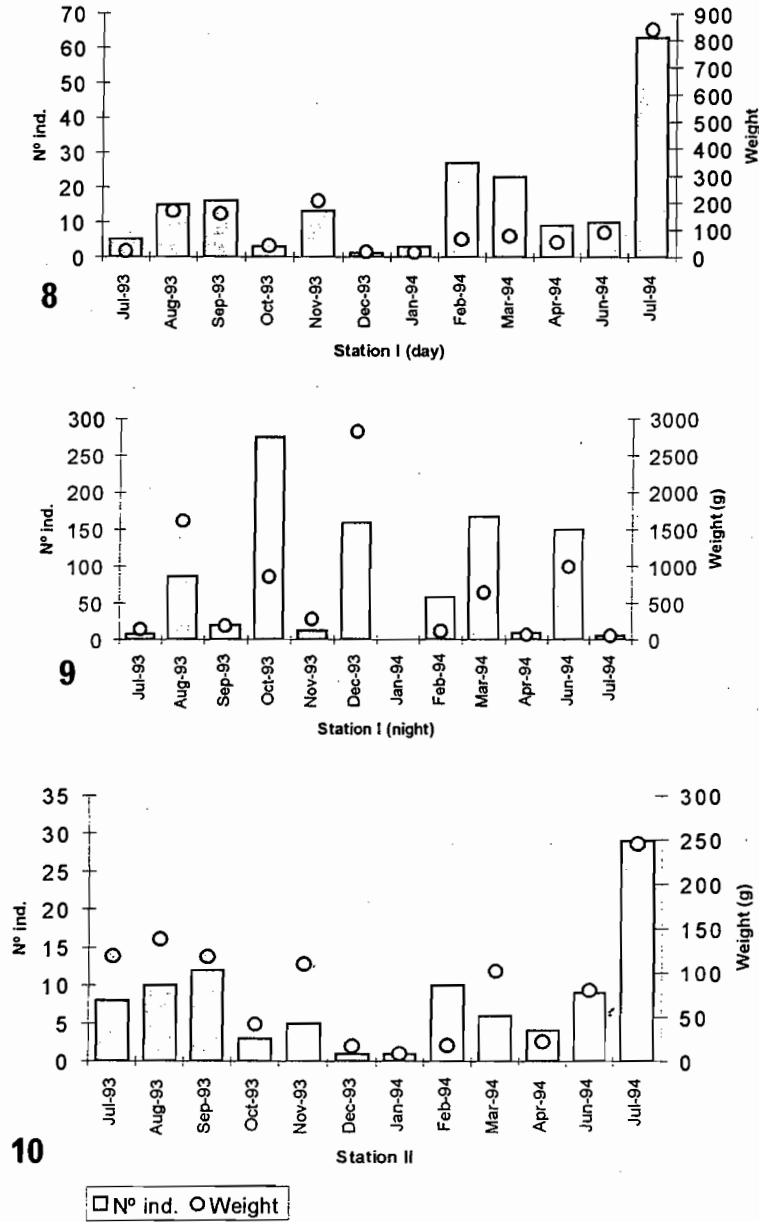 Nº ind.
70
60
50
40
30
20
10
0
900
800
700
600
500
400
300
200
100
0
Weight
Jul-93
Aug-93
Sep-93
Oct-93
Nov-93
Dec-93
Jan-94
Feb-94
Mar-94
Apr-94
Jun-94
Jul-94
8
Station I (day)
Nº ind.
300
250
200
150
100
50
0
3000
2500
2000
1500
1000
500
0
Weight (g)
Jul-93
Aug-93
Sep-93
Oct-93
Nov-93
Dec-93
Jan-94
Feb-94
Mar-94
Apr-94
Jun-94
Jul-94
9
Station I (night)
Nº ind.
35
30
25
20
15
10
5
0
300
250
200
150
100
50
0
Weight (g)
Jul-93
Aug-93
Sep-93
Oct-93
Nov-93
Dec-93
Jan-94
Feb-94
Mar-94
Apr-94
Jun-94
Jul-94
10
Station II
Nº ind. Weight